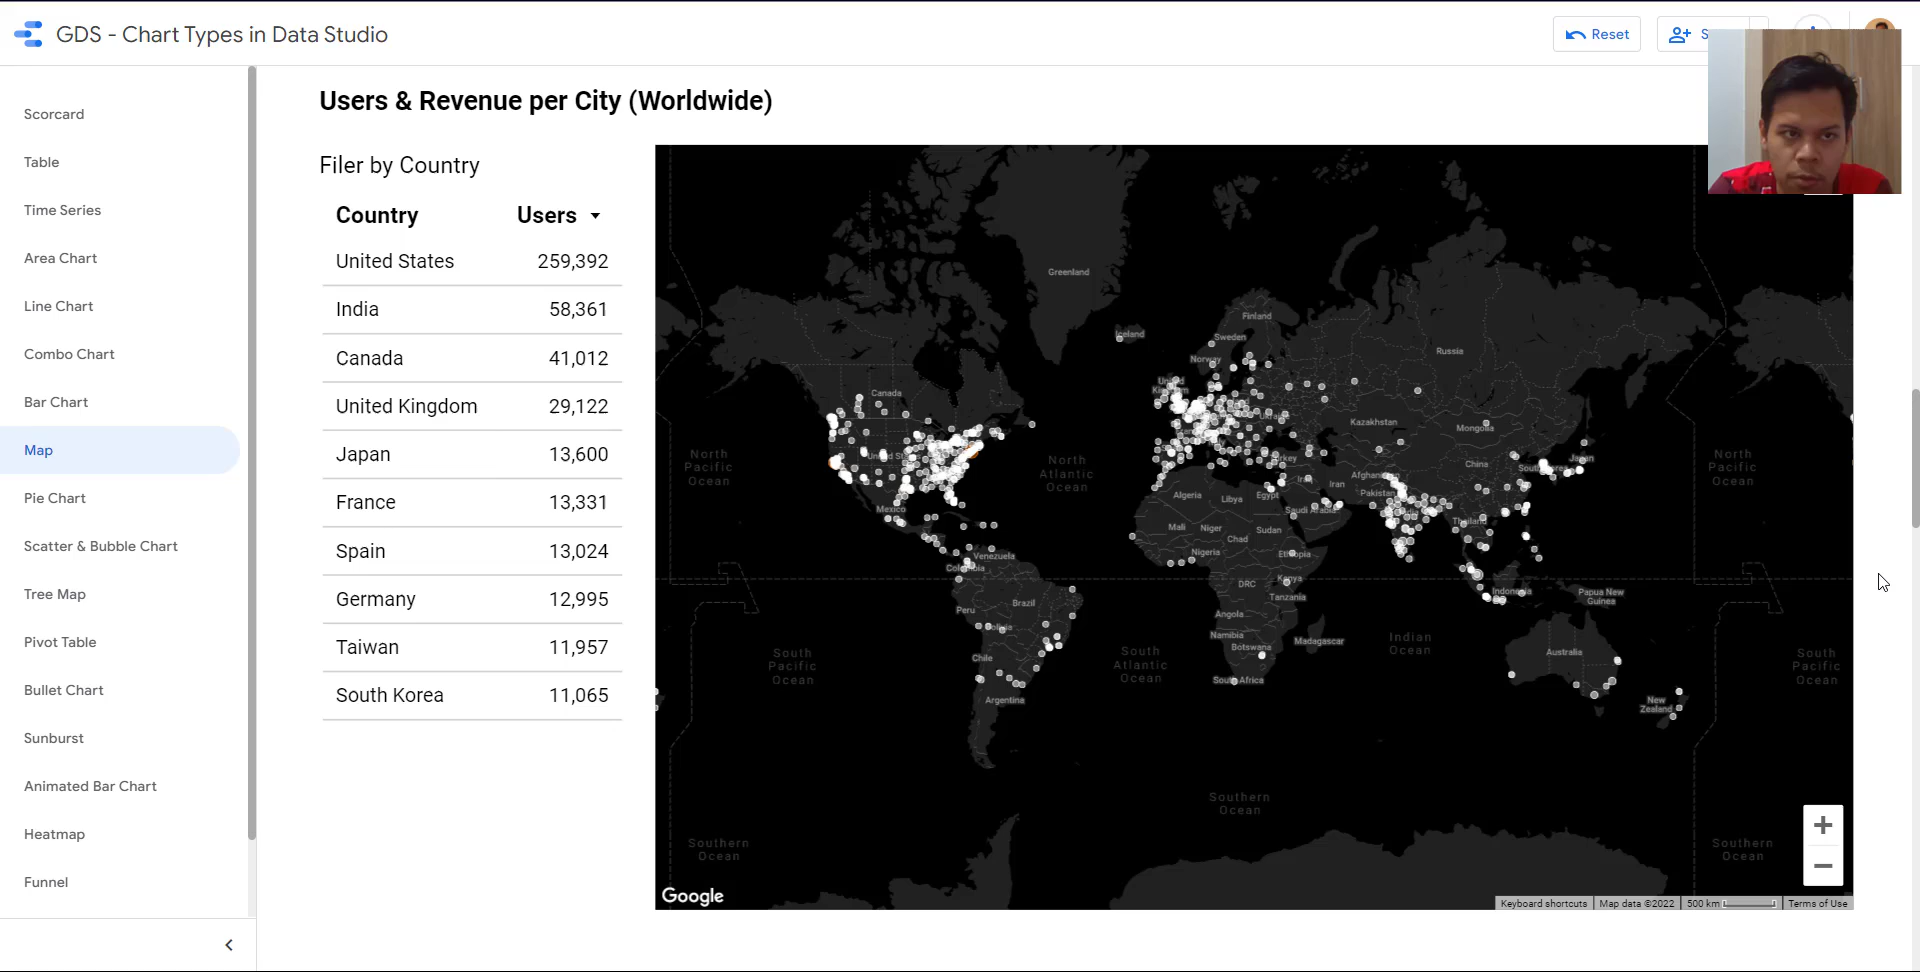 GDS - Chart Types in Data Studio
Reset
Scorcard
Table
Time Series
Area Chart
Line Chart
Combo Chart
Bar Chart
Map
Pie Chart
Scatter & Bubble Chart
Tree Map
Pivot Table
Bullet Chart
Sunburst
Animated Bar Chart
Heatmap
Funnel
Users & Revenue per City (Worldwide)
Filer by Country
Country Users
United States 259,392
India 58,361
Canada 41,012
United Kingdom 29,122
Japan 13,600
France 13,331
Spain 13,024
Germany 12,995
Taiwan 11,957
South Korea 11,065
Greenland
Iceland
Finland
Sweden
Norway
Russia
Canada
United
Kazakhstan
Mongolia
North
Pacific
Ocean
North
Atlantic
Ocean
China
Japan
North
Pacific
Ocean
Afghanistan
Iran
Pakistan
Algeria
Libya
Egypt
Saudi Arabia
Mexico
Mali
Niger
Chad
Sudan
Thailand
Nigeria
Ethiopia
Venezuela
Colombia
DRC
Kenya
Tanzania
Indonesia
Papua New
Guinea
Peru
Brazil
Angola
Bolivia
Namibia
Botswana
Madagascar
Indian
Ocean
Australia
South
Pacific
Ocean
Chile
South
Atlantic
Ocean
South Africa
South
Pacific
Ocean
Argentina
New
Zealand
Southern
Ocean
Southern
Ocean
Southern
Ocean
Google
Keyboard shortcuts
Map data ©2022
500 km
Terms of Use